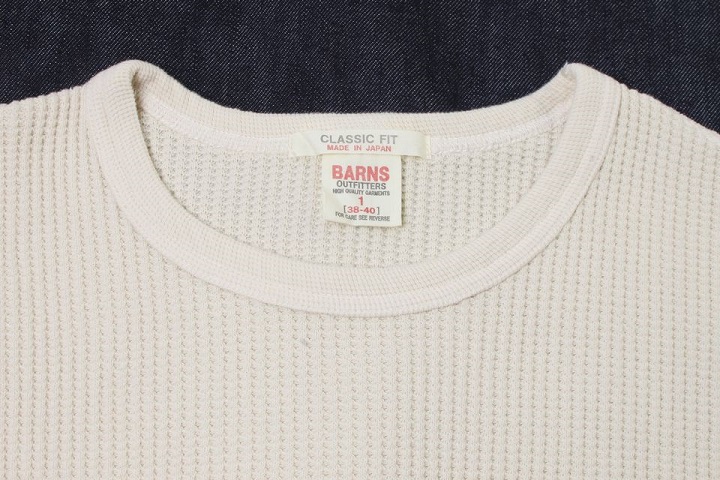 CLASSIC FIT
MADE IN JAPAN
BARNS
OUTFITTERS
HIGH QUALITY GARMENTS
1
[38-40]
FOR CARE SEE REVERSE